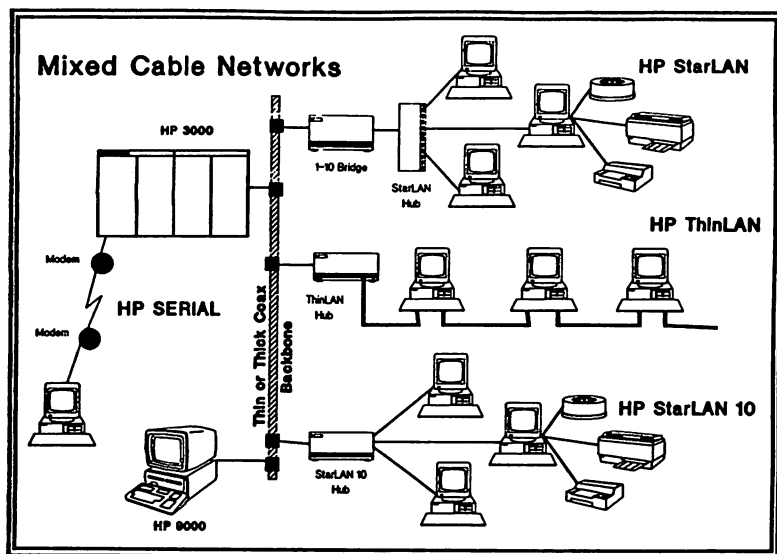 Mixed Cable Networks
HP StarLAN
HP 3000
1-10 Bridge
StarLAN
Hub
HP ThinLAN
Modem
HP SERIAL
ThinLAN
Hub
Modem
Thin or Thick Coax
Backbone
HP StarLAN 10
StarLAN 10
Hub
HP 9000